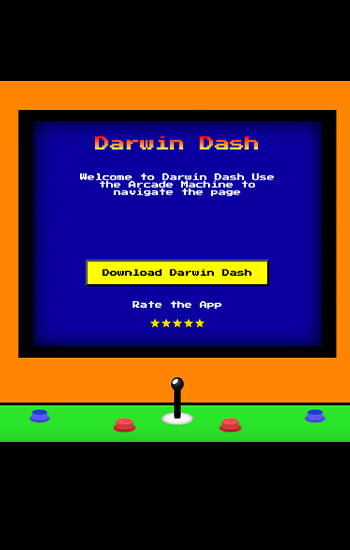 Darwin Dash
Welcome to Darwin Dash Use
the Arcade Machine to
navigate the page
Download Darwin Dash
Rate the App